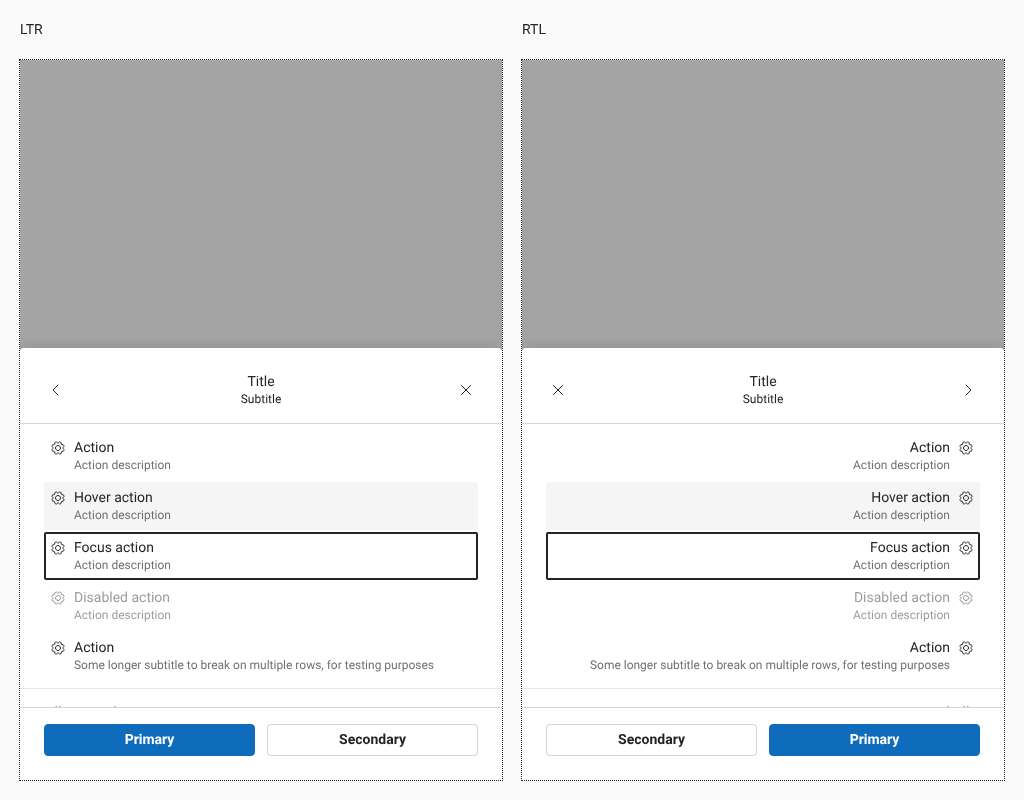 LTR
Title
Subtitle
Action
Action description
Hover action
Action description
Focus action
Action description
Disabled action
Action description
Action
Some longer subtitle to break on multiple rows, for testing purposes
Primary
Secondary
RTL
Title
Subtitle
Action
Action description
Hover action
Action description
Focus action
Action description
Disabled action
Action description
Action
Some longer subtitle to break on multiple rows, for testing purposes
Secondary
Primary